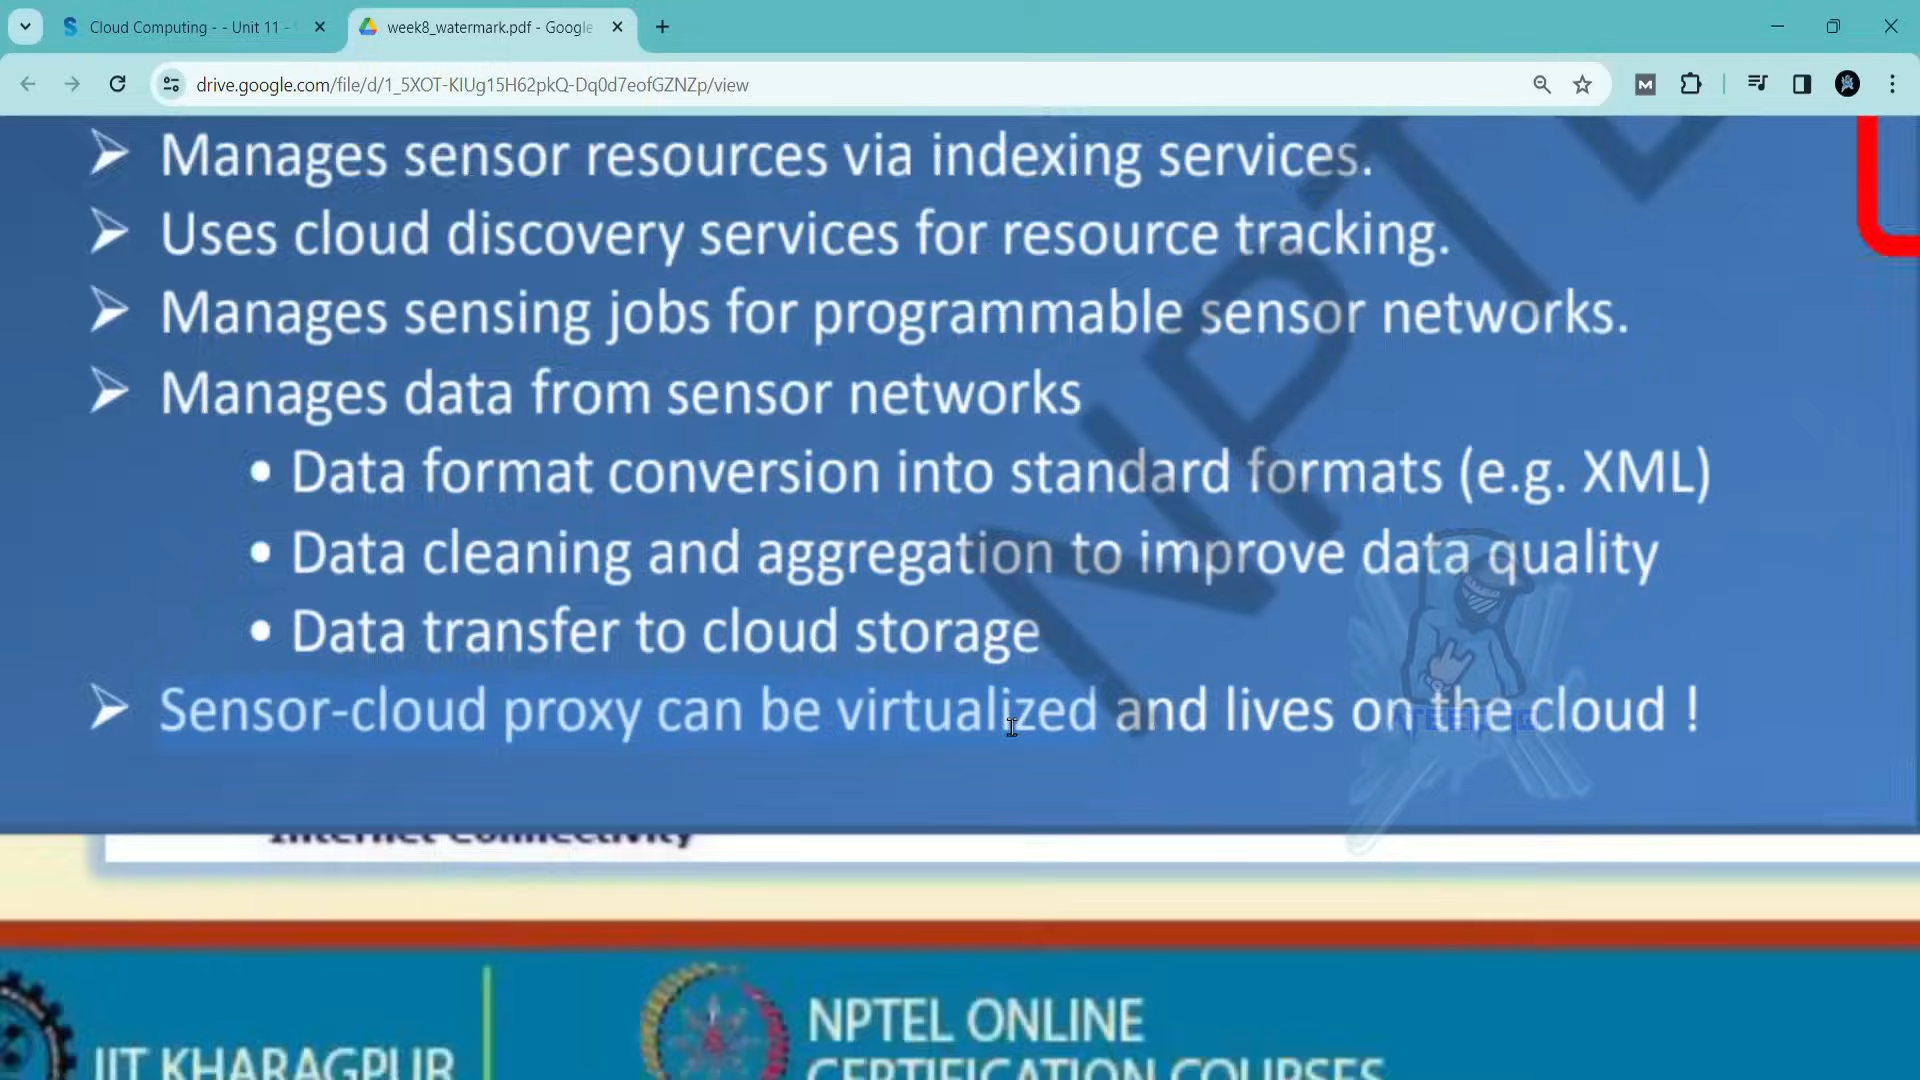 Cloud Computing - - Unit 11 -
week8_watermark.pdf - Google
drive.google.com/file/d/1_5XOT-KIUg15H62pkQ-Dq0d7eofGZNZp/view
Manages sensor resources via indexing services.
Uses cloud discovery services for resource tracking.
Manages sensing jobs for programmable sensor networks.
Manages data from sensor networks
• Data format conversion into standard formats (e.g. XML)
• Data cleaning and aggregation to improve data quality
• Data transfer to cloud storage
Sensor-cloud proxy can be virtualized and lives on the cloud !
Internet Connectivity
NPTE
IIT KHARAGPUR
NPTEL ONLINE
CERTIFICATION COURSES